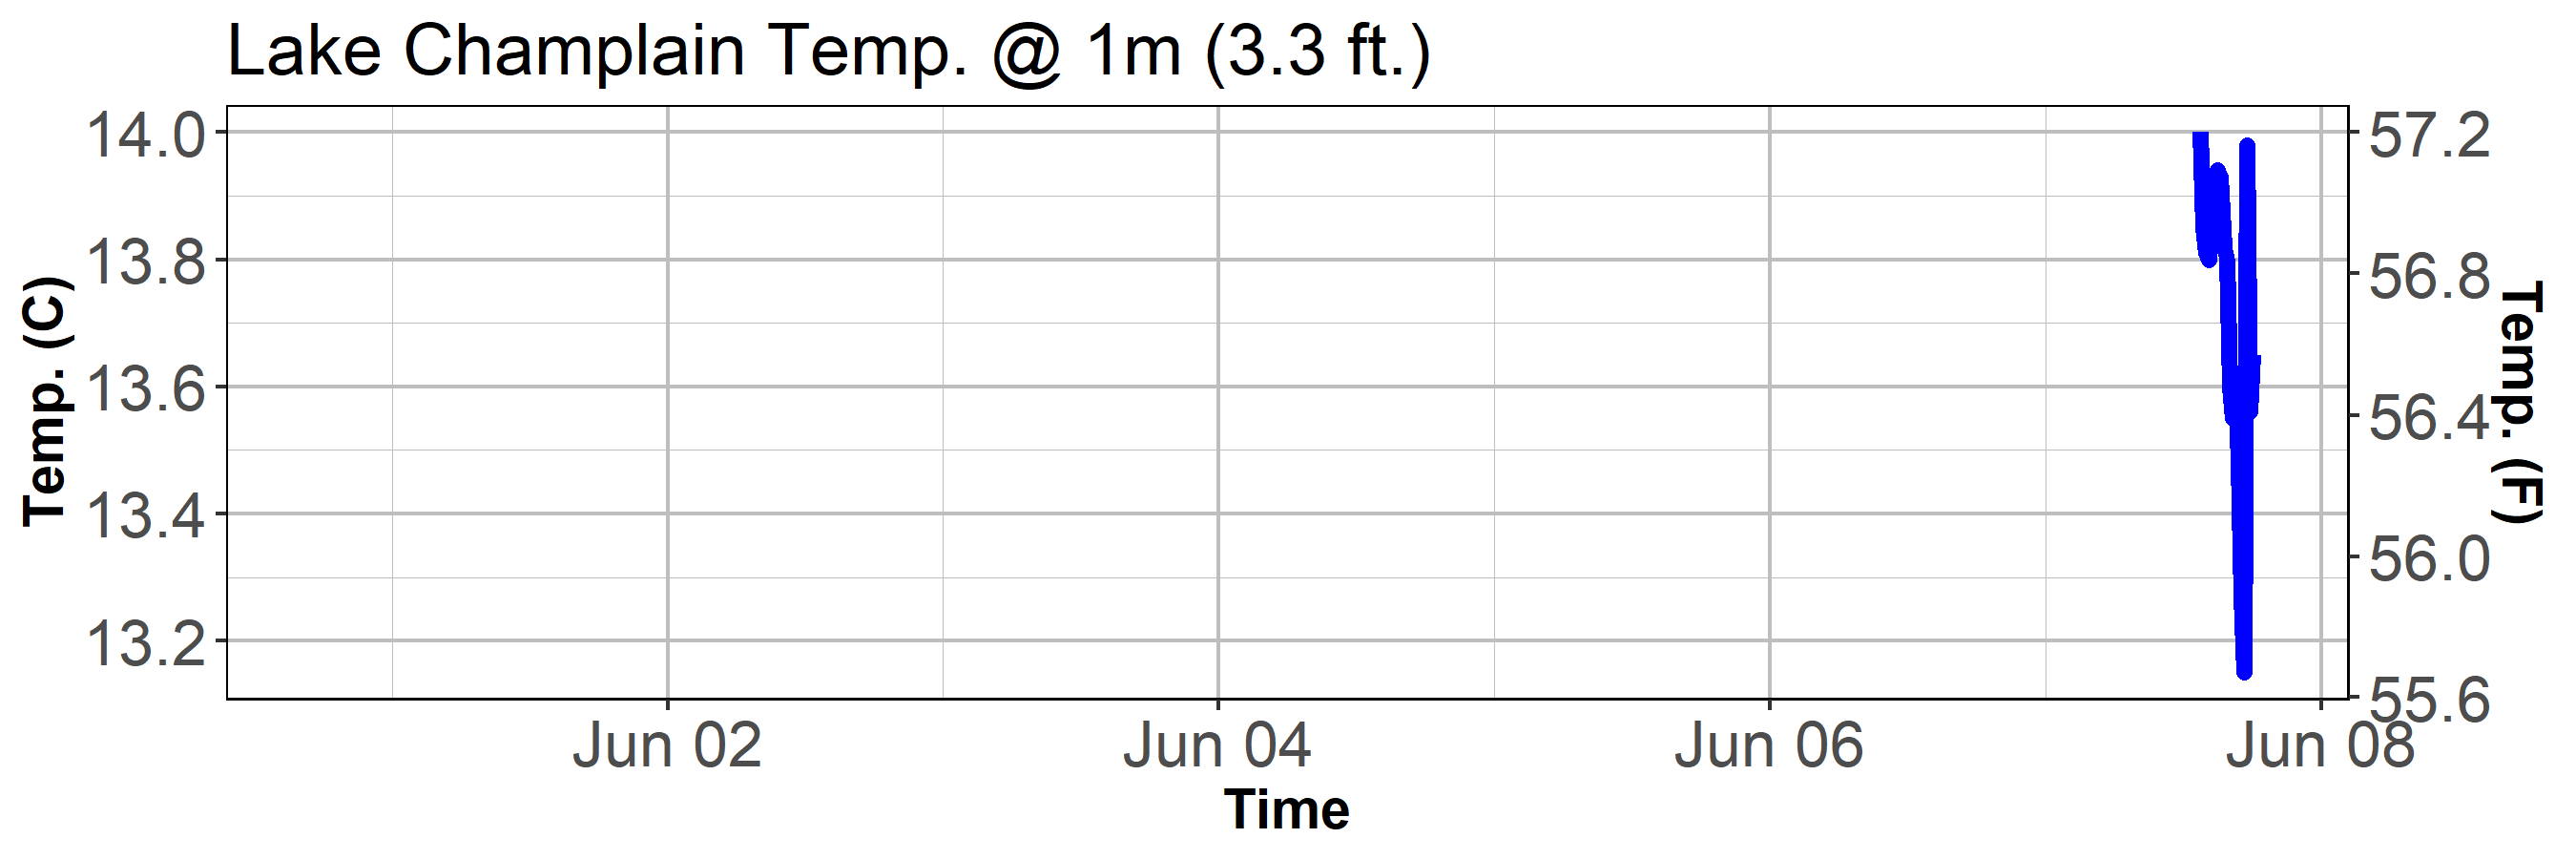 Lake Champlain Temp. @ 1m (3.3 ft.)
Temp. (C)
14.0
13.8
13.6
13.4
13.2
57.2
56.8
56.4
56.0
55.6
Temp. (F)
Jun 02 Jun 04 Jun 06 Jun 08
Time